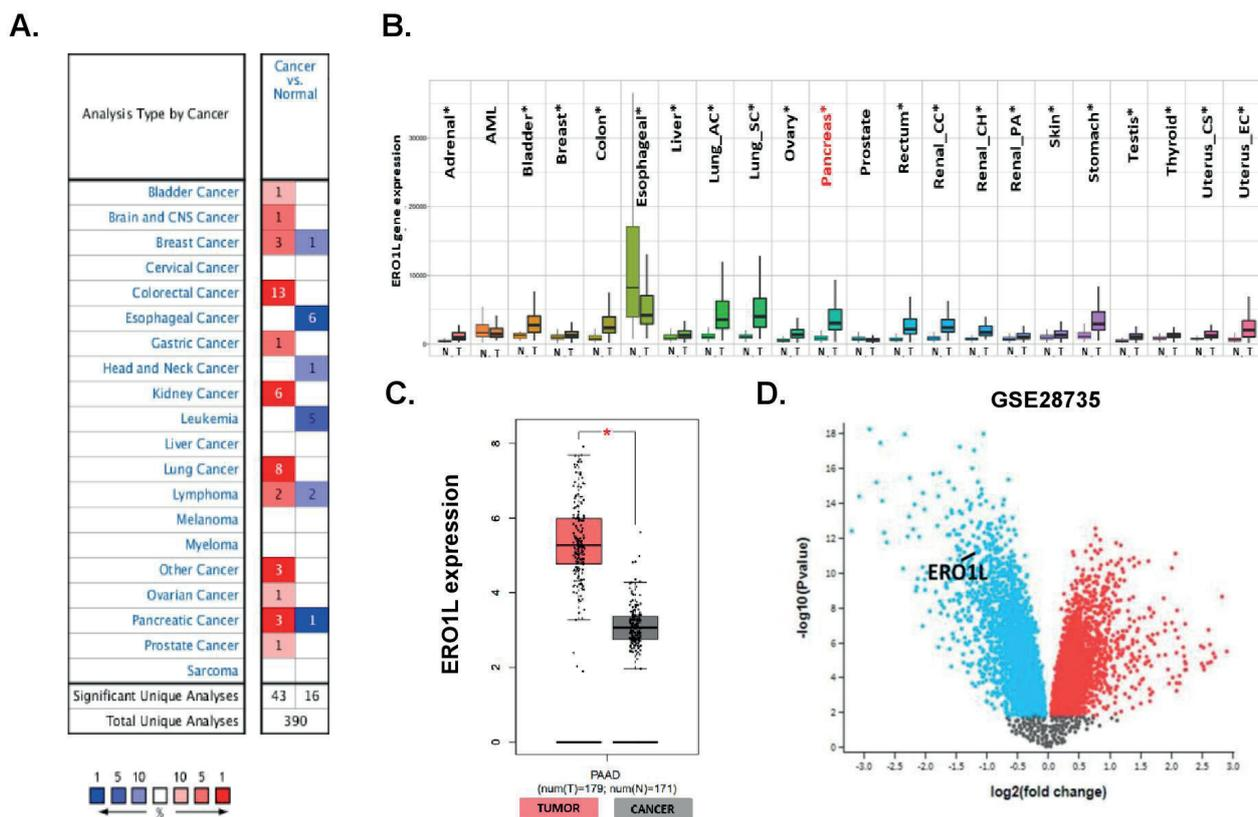 A.
Analysis Type by Cancer
Cancer
vs.
Normal
Bladder Cancer 1
Brain and CNS Cancer 1
Breast Cancer 3 1
Cervical Cancer
Colorectal Cancer 13
Esophageal Cancer 6
Gastric Cancer 1
Head and Neck Cancer 1
Kidney Cancer 6
Leukemia 5
Liver Cancer
Lung Cancer 8
Lymphoma 2 2
Melanoma
Myeloma
Other Cancer 3
Ovarian Cancer 1
Pancreatic Cancer 3 1
Prostate Cancer 1
Sarcoma
Significant Unique Analyses 43 16
Total Unique Analyses 390
1 5 10 10 5 1
%
B.
ERO1L gene expression
30000
20000
10000
0
Adrenal*
AML
Bladder*
Breast*
Colon*
Esophageal*
Liver*
Lung_AC*
Lung_SC*
Ovary*
Pancreas*
Prostate
Rectum*
Renal_CC*
Renal_CH*
Renal_PA*
Skin*
Stomach*
Testis*
Thyroid*
Uterus_CS*
Uterus_EC*
N T N T N T N T N T N T N T N T N T N T N T N T N T N T N T N T N T N T N T N T N T N T
C.
ERO1L expression
8
6
4
2
0
*
PAAD
(num(T)=179; num(N)=171)
TUMOR CANCER
D.
GSE28735
-log10(Pvalue)
18
16
14
12
10
8
6
4
2
0
ERO1L
-3.0 -2.5 -2.0 -1.5 -1.0 -0.5 0.0 0.5 1.0 1.5 2.0 2.5 3.0
log2(fold change)